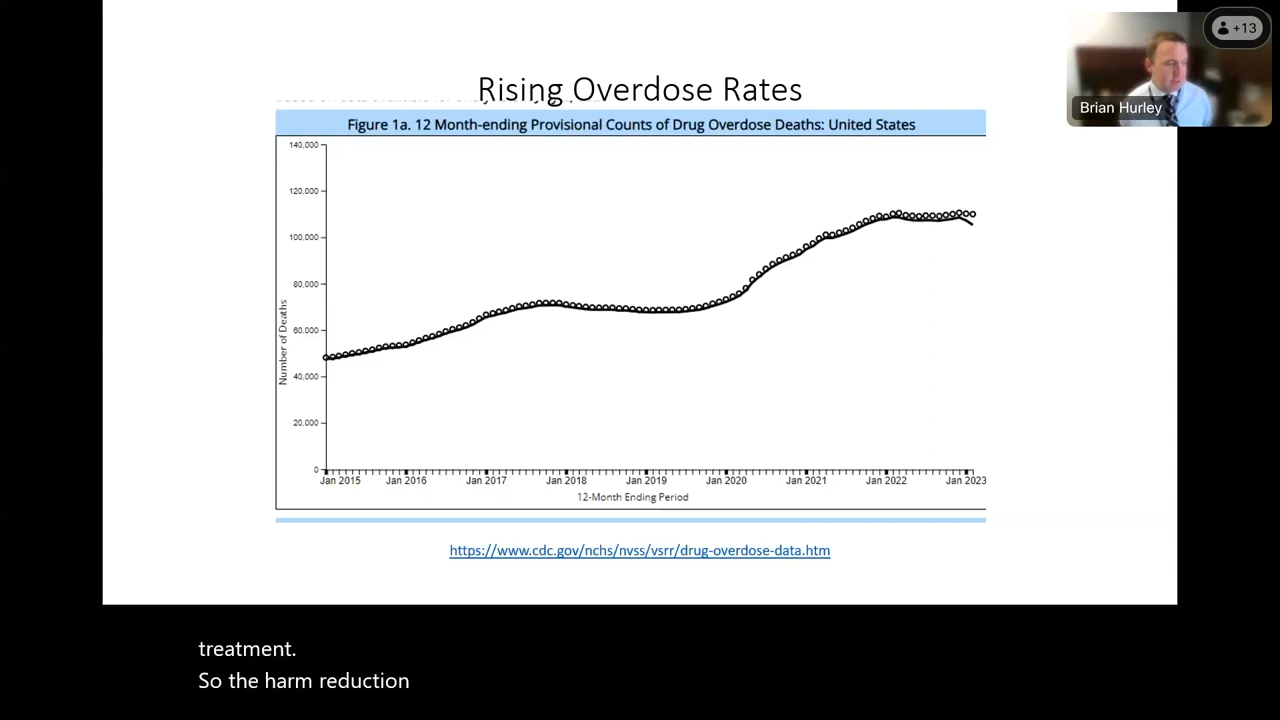 +13
Brian Hurley
Rising Overdose Rates
Figure 1a. 12 Month-ending Provisional Counts of Drug Overdose Deaths: United States
140,000
120,000
100,000
80,000
60,000
40,000
20,000
0
Number of Deaths
Jan 2015 Jan 2016 Jan 2017 Jan 2018 Jan 2019 Jan 2020 Jan 2021 Jan 2022 Jan 2023
12-Month Ending Period
https://www.cdc.gov/nchs/nvss/vsrr/drug-overdose-data.htm
treatment.
So the harm reduction